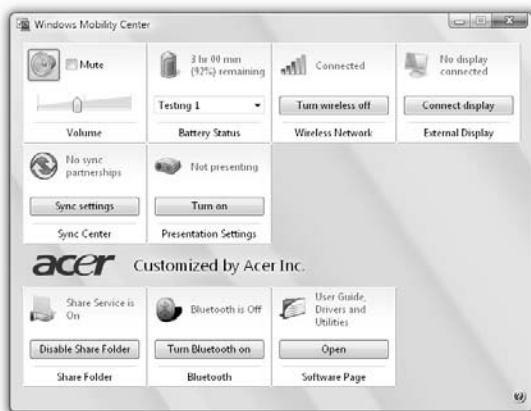 Windows Mobility Center
Mute
Volume
3 hr 00 min
(92%) remaining
Testing 1
Battery Status
Connected
Turn wireless off
Wireless Network
No display
connected
Connect display
External Display
No sync
partnerships
Sync settings
Sync Center
Not presenting
Turn on
Presentation Settings
acer Customized by Acer Inc.
Share Service is
On
Disable Share Folder
Share Folder
Bluetooth is Off
Turn Bluetooth on
Bluetooth
User Guide,
Drivers and
Utilities
Open
Software Page